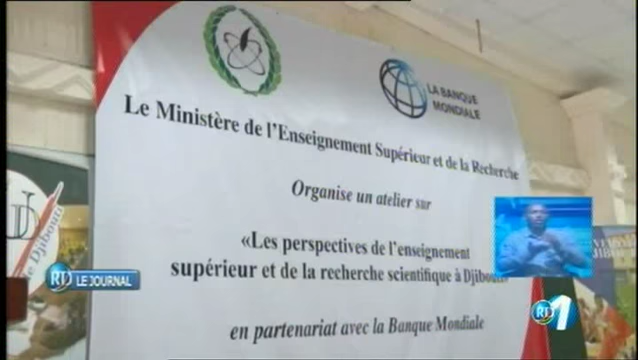 LA BANQUE
MONDIALE
Le Ministère de l'Enseignement Supérieur et de la Recherche
Organise un atelier sur
«Les perspectives de l'enseignement
supérieur et de la recherche scientifique à
en partenariat avec la Banque Mondiale
Djibouti
RTD LE JOURNAL
RTD 1